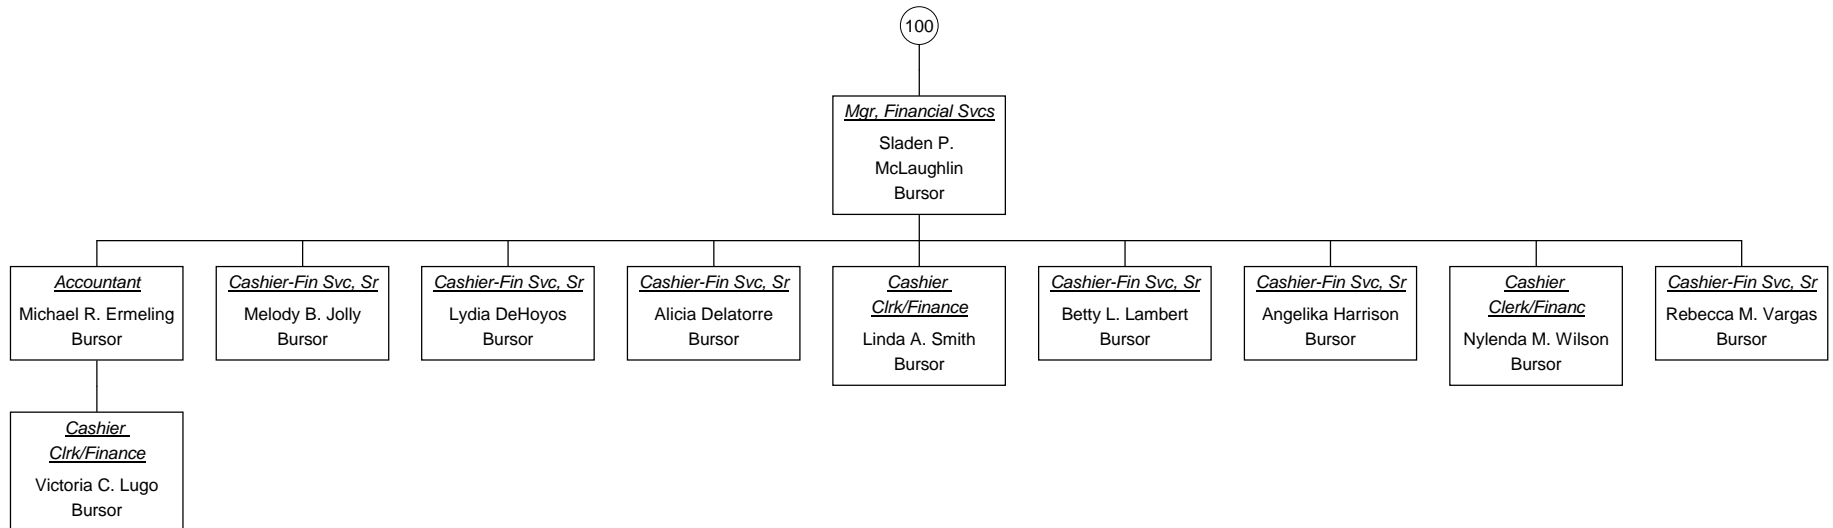 100
Mgr, Financial Svcs
Sladen P.
McLaughlin
Bursor
Accountant
Michael R. Ermeling
Bursor
Cashier-Fin Svc, Sr
Melody B. Jolly
Bursor
Cashier-Fin Svc, Sr
Lydia DeHoyos
Bursor
Cashier-Fin Svc, Sr
Alicia Delatorre
Bursor
Cashier
Clrk/Finance
Linda A. Smith
Bursor
Cashier-Fin Svc, Sr
Betty L. Lambert
Bursor
Cashier-Fin Svc, Sr
Angelika Harrison
Bursor
Cashier
Clerk/Financ
Nylenda M. Wilson
Bursor
Cashier-Fin Svc, Sr
Rebecca M. Vargas
Bursor
Cashier
Clrk/Finance
Victoria C. Lugo
Bursor